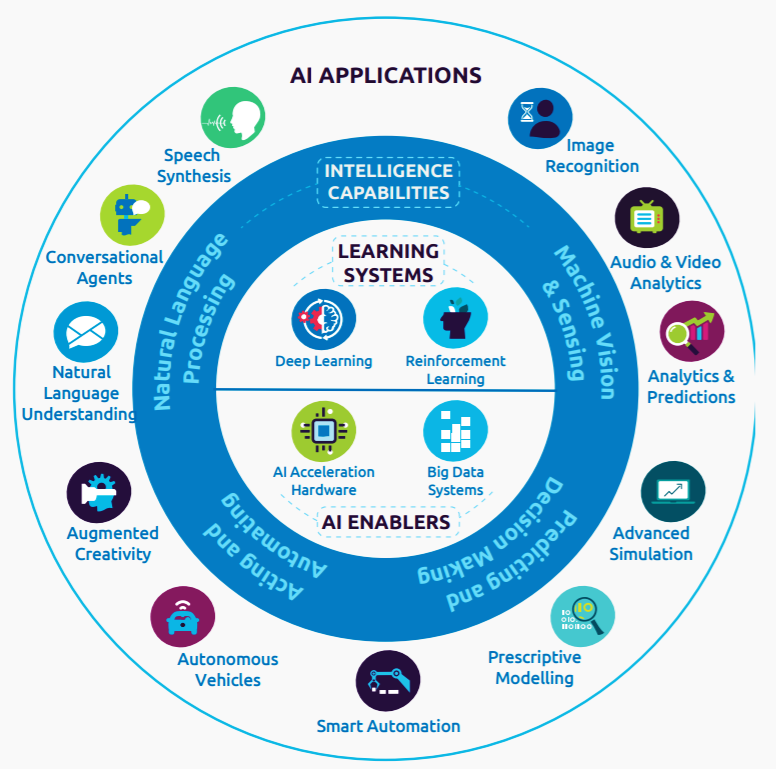 AI APPLICATIONS
Speech
Synthesis
Image
Recognition
INTELLIGENCE
CAPABILITIES
Conversational
Agents
Audio & Video
Analytics
LEARNING
SYSTEMS
Natural Language
Processing
Machine Vision
& Sensing
Deep Learning
Reinforcement
Learning
Natural
Language
Understanding
Analytics &
Predictions
AI Acceleration
Hardware
Big Data
Systems
AI ENABLERS
Acting and
Automating
Predicting and
Decision Making
Augmented
Creativity
Advanced
Simulation
Autonomous
Vehicles
Prescriptive
Modelling
Smart Automation